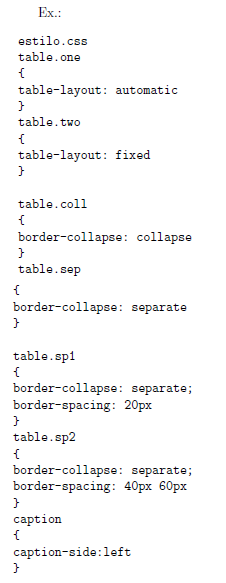 Ex.:
estilo.css
table.one
{
table-layout: automatic
}
table.two
{
table-layout: fixed
}
table.coll
{
border-collapse: collapse
}
table.sep
{
border-collapse: separate
}
table.sp1
{
border-collapse: separate;
border-spacing: 20px
}
table.sp2
{
border-collapse: separate;
border-spacing: 40px 60px
}
caption
{
caption-side:left
}